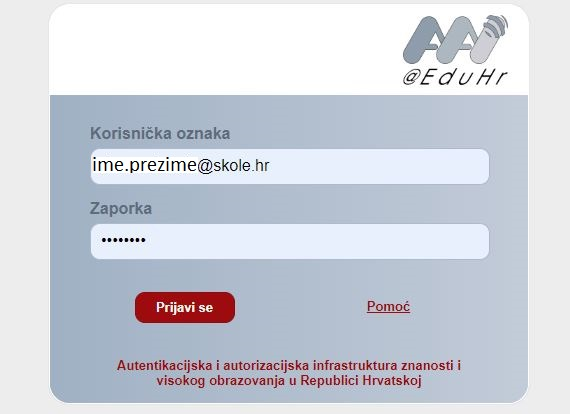 AAI
@EduHr
Korisnička oznaka
ime.prezime@skole.hr
Zaporka
••••••••
Prijavi se
Pomoć
Autentikacijska i autorizacijska infrastruktura znanosti i
visokog obrazovanja u Republici Hrvatskoj